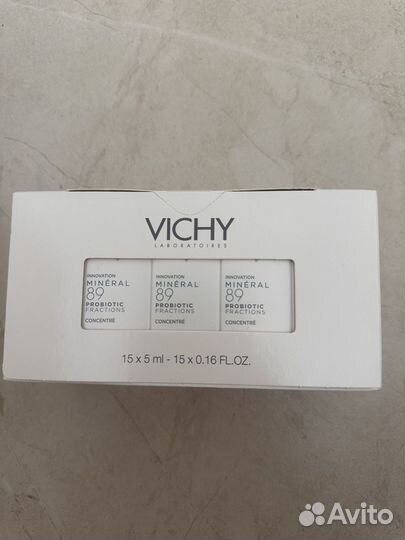 VICHY
LABORATOIRES
INNOVATION
MINÉRAL
89
PROBIOTIC
FRACTIONS
CONCENTRÉ
INNOVATION
MINÉRAL
89
PROBIOTIC
FRACTIONS
CONCENTRÉ
INNOVATION
MINÉRAL
89
PROBIOTIC
FRACTIONS
CONCENTRÉ
15 x 5 ml - 15 x 0.16 FL.OZ.
Avito